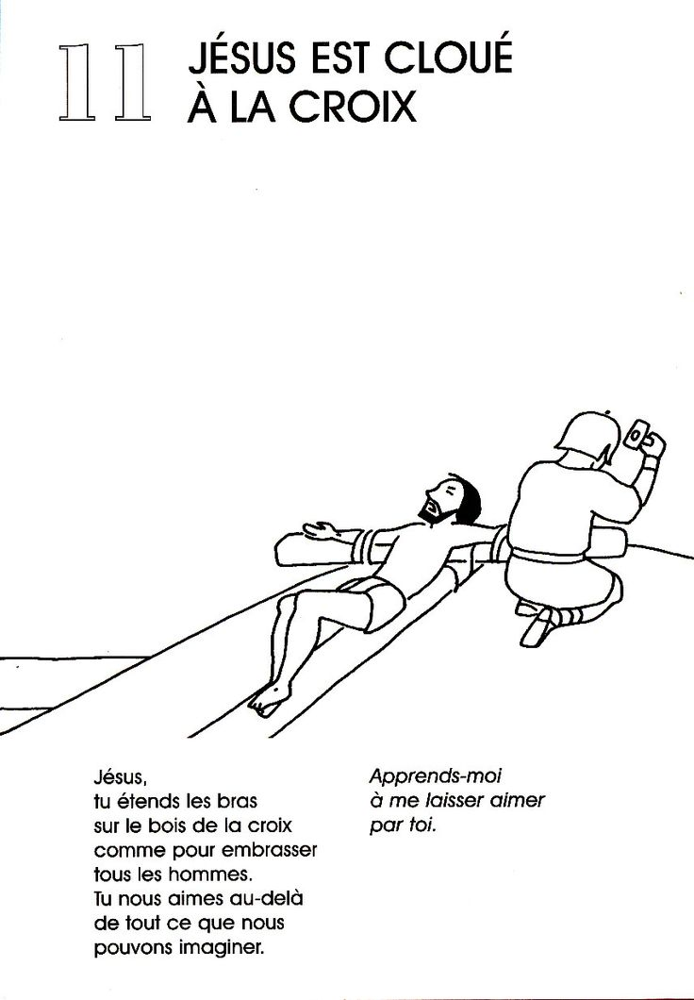 11
JÉSUS EST CLOUÉ
À LA CROIX
Jésus,
tu étends les bras
sur le bois de la croix
comme pour embrasser
tous les hommes.
Tu nous aimes au-delà
de tout ce que nous
pouvons imaginer.
Apprends-moi
à me laisser aimer
par toi.